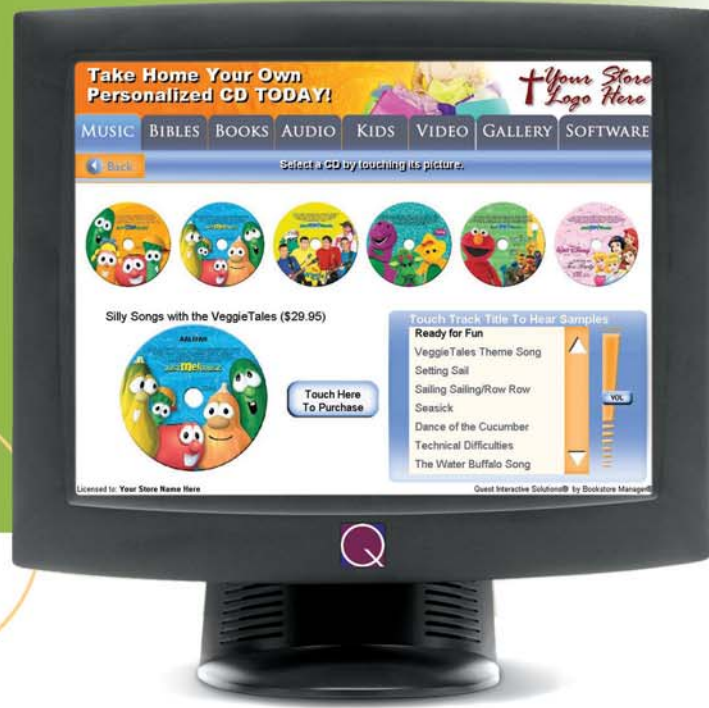 Take Home Your Own
Personalized CD TODAY!
Your Store
Logo Here
MUSIC BIBLES BOOKS AUDIO KIDS VIDEO GALLERY SOFTWARE
Back
Select a CD by touching its picture.
Silly Songs with the VeggieTales ($29.95)
Touch Here
To Purchase
Touch Track Title To Hear Samples
Ready for Fun
VeggieTales Theme Song
Setting Sail
Sailing Sailing/Row Row
Seasick
Dance of the Cucumber
Technical Difficulties
The Water Buffalo Song
VOL
Licensed to: Your Store Name Here
Quest Interactive Solutions® by Bookstore Manager®
Q